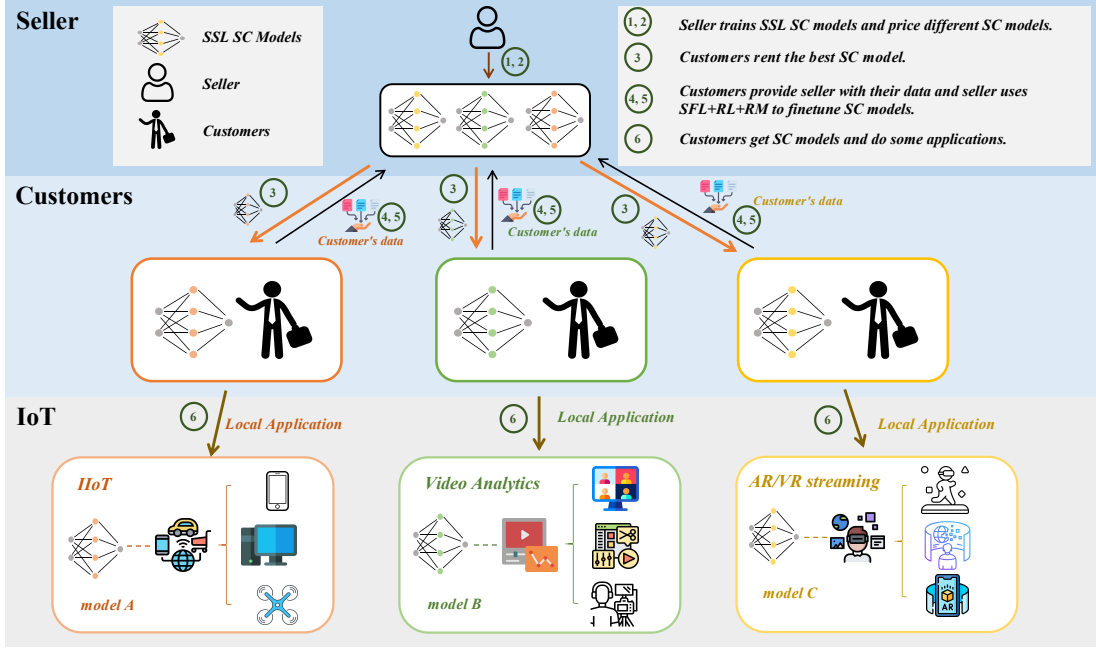 Seller
SSL SC Models
Seller
Customers
1, 2
1, 2
Seller trains SSL SC models and price different SC models.
3
Customers rent the best SC model.
4, 5
Customers provide seller with their data and seller uses
SFL+RL+RM to finetune SC models.
6
Customers get SC models and do some applications.
Customers
3
4, 5
Customer's data
3
4, 5
Customer's data
3
4, 5
Customer's data
IoT
6
Local Application
6
Local Application
6
Local Application
IIoT
model A
Video Analytics
model B
AR/VR streaming
model C
AR